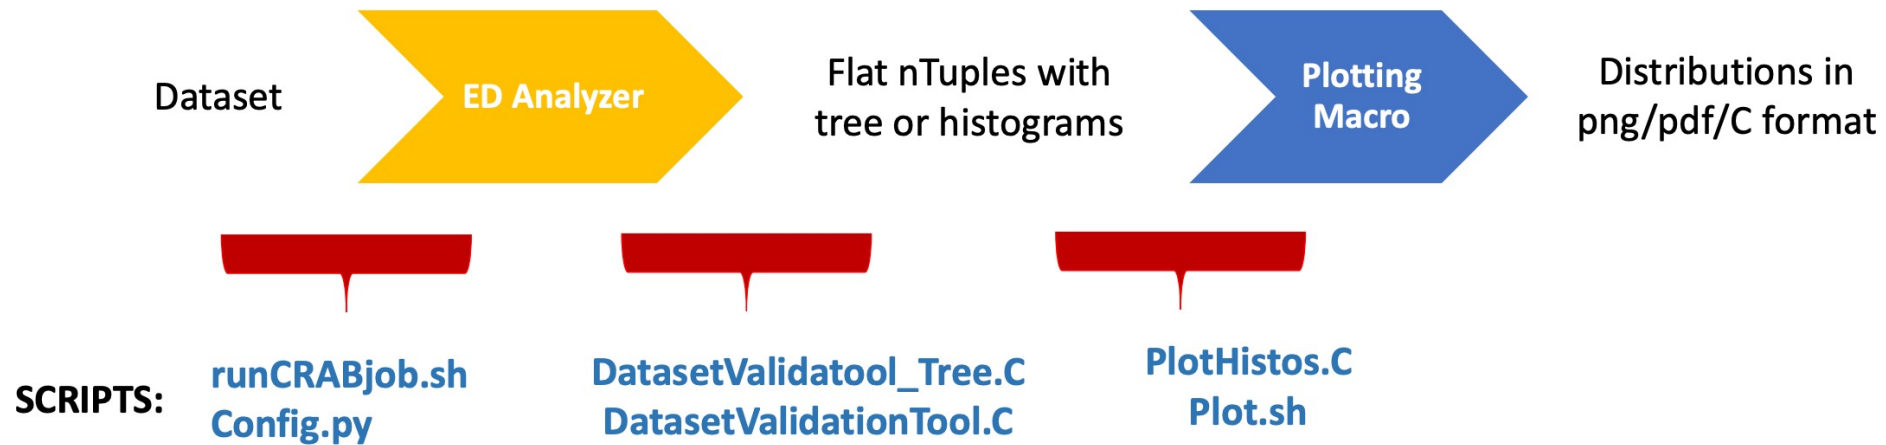 Dataset
ED Analyzer
Flat nTuples with
tree or histograms
Plotting
Macro
Distributions in
png/pdf/C format
SCRIPTS:
runCRABjob.sh
Config.py
DatasetValidatool_Tree.C
DatasetValidationTool.C
PlotHistos.C
Plot.sh